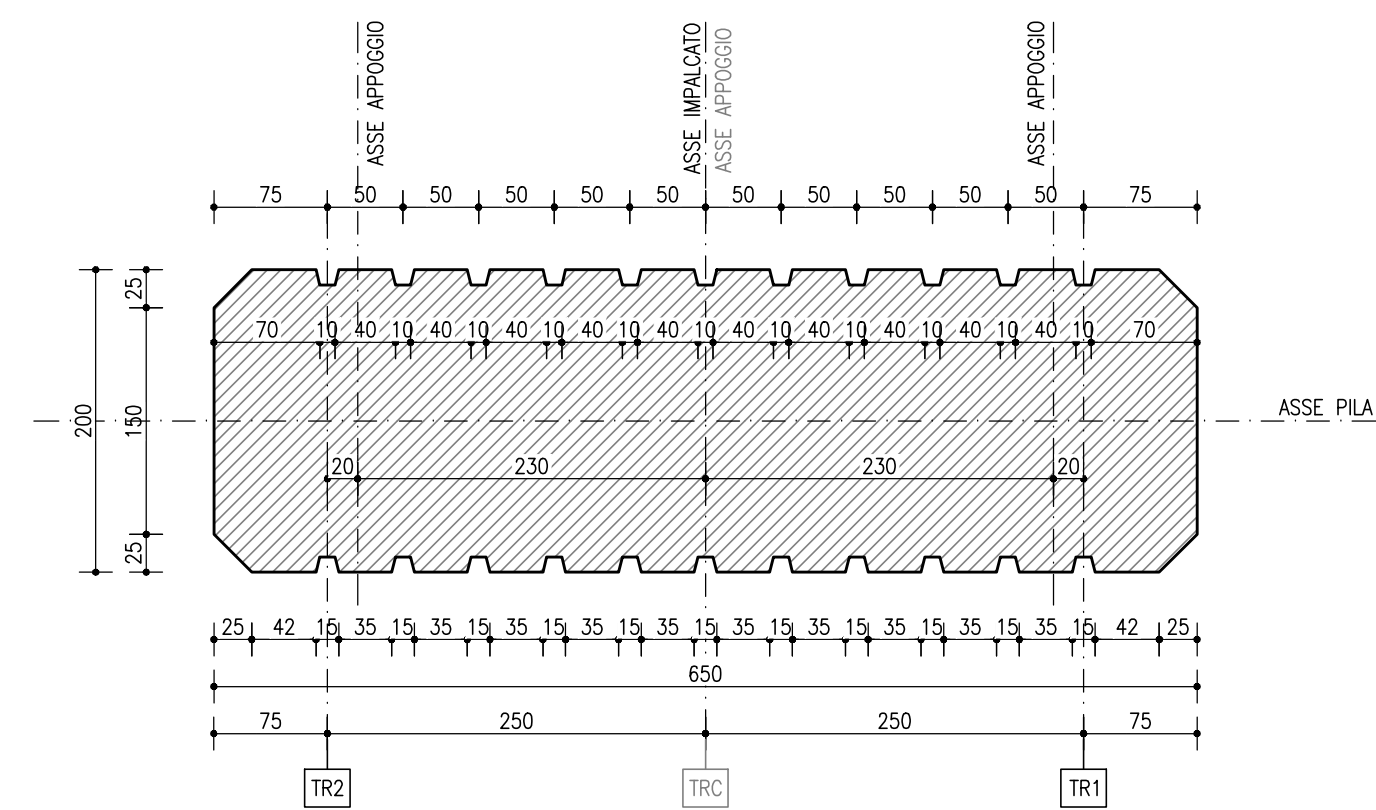 ASSE APPOGGIO
ASSE IMPALCATO
ASSE APPOGGIO
ASSE APPOGGIO
75 50 50 50 50 50 50 50 50 50 50 75
25
70 10 40 10 40 10 40 10 40 10 40 10 40 10 40 10 40 10 40 10 40 10 70
200
150
ASSE PILA
20 230 230 20
25
25 42 15 35 15 35 15 35 15 35 15 35 15 35 15 35 15 35 15 35 15 35 15 42 25
650
75 250 250 75
TR2 TRC TR1